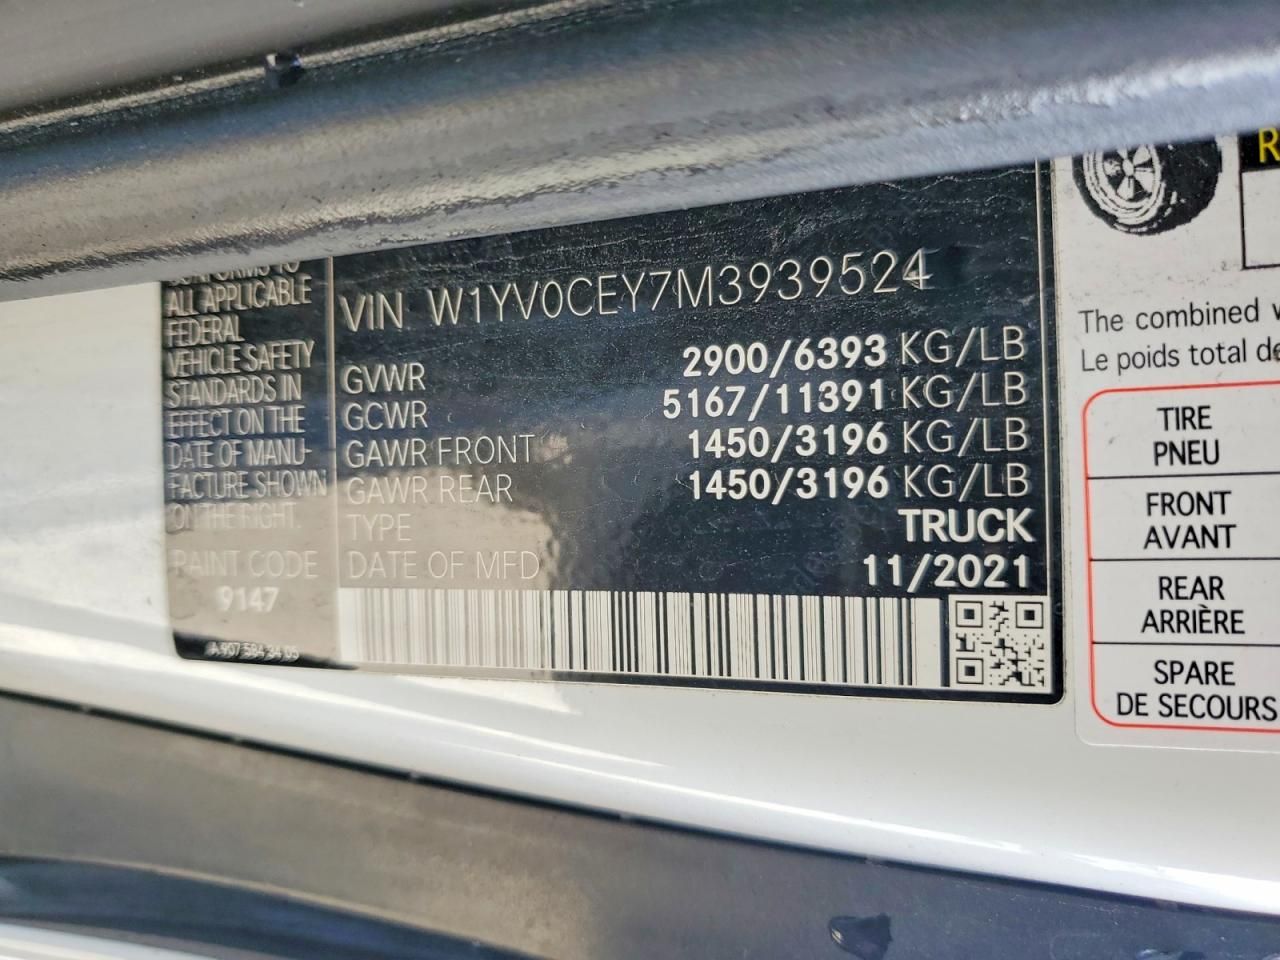 ALL APPLICABLE
FEDERAL
VEHICLE SAFETY
STANDARDS IN
EFFECT ON THE
DATE OF MANU-
FACTURE SHOWN
ON THE RIGHT.
PAINT CODE
9147
VIN W1YV0CEY7M3939524
GVWR 2900/6393 KG/LB
GCWR 5167/11391 KG/LB
GAWR FRONT 1450/3196 KG/LB
GAWR REAR 1450/3196 KG/LB
TYPE TRUCK
DATE OF MFD 11/2021
The combined
Le poids total
TIRE
PNEU
FRONT
AVANT
REAR
ARRIÈRE
SPARE
DE SECOURS